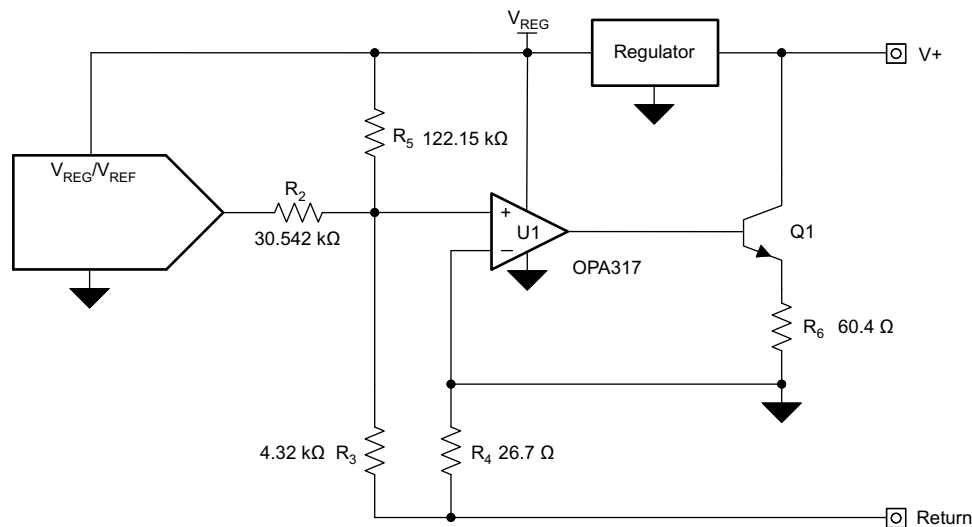 V_REG
Regulator
V+
R_5 122.15 kΩ
V_REG/V_REF
R_2
30.542 kΩ
+
U1
−
OPA317
Q1
R_6 60.4 Ω
4.32 kΩ R_3
R_4 26.7 Ω
Return